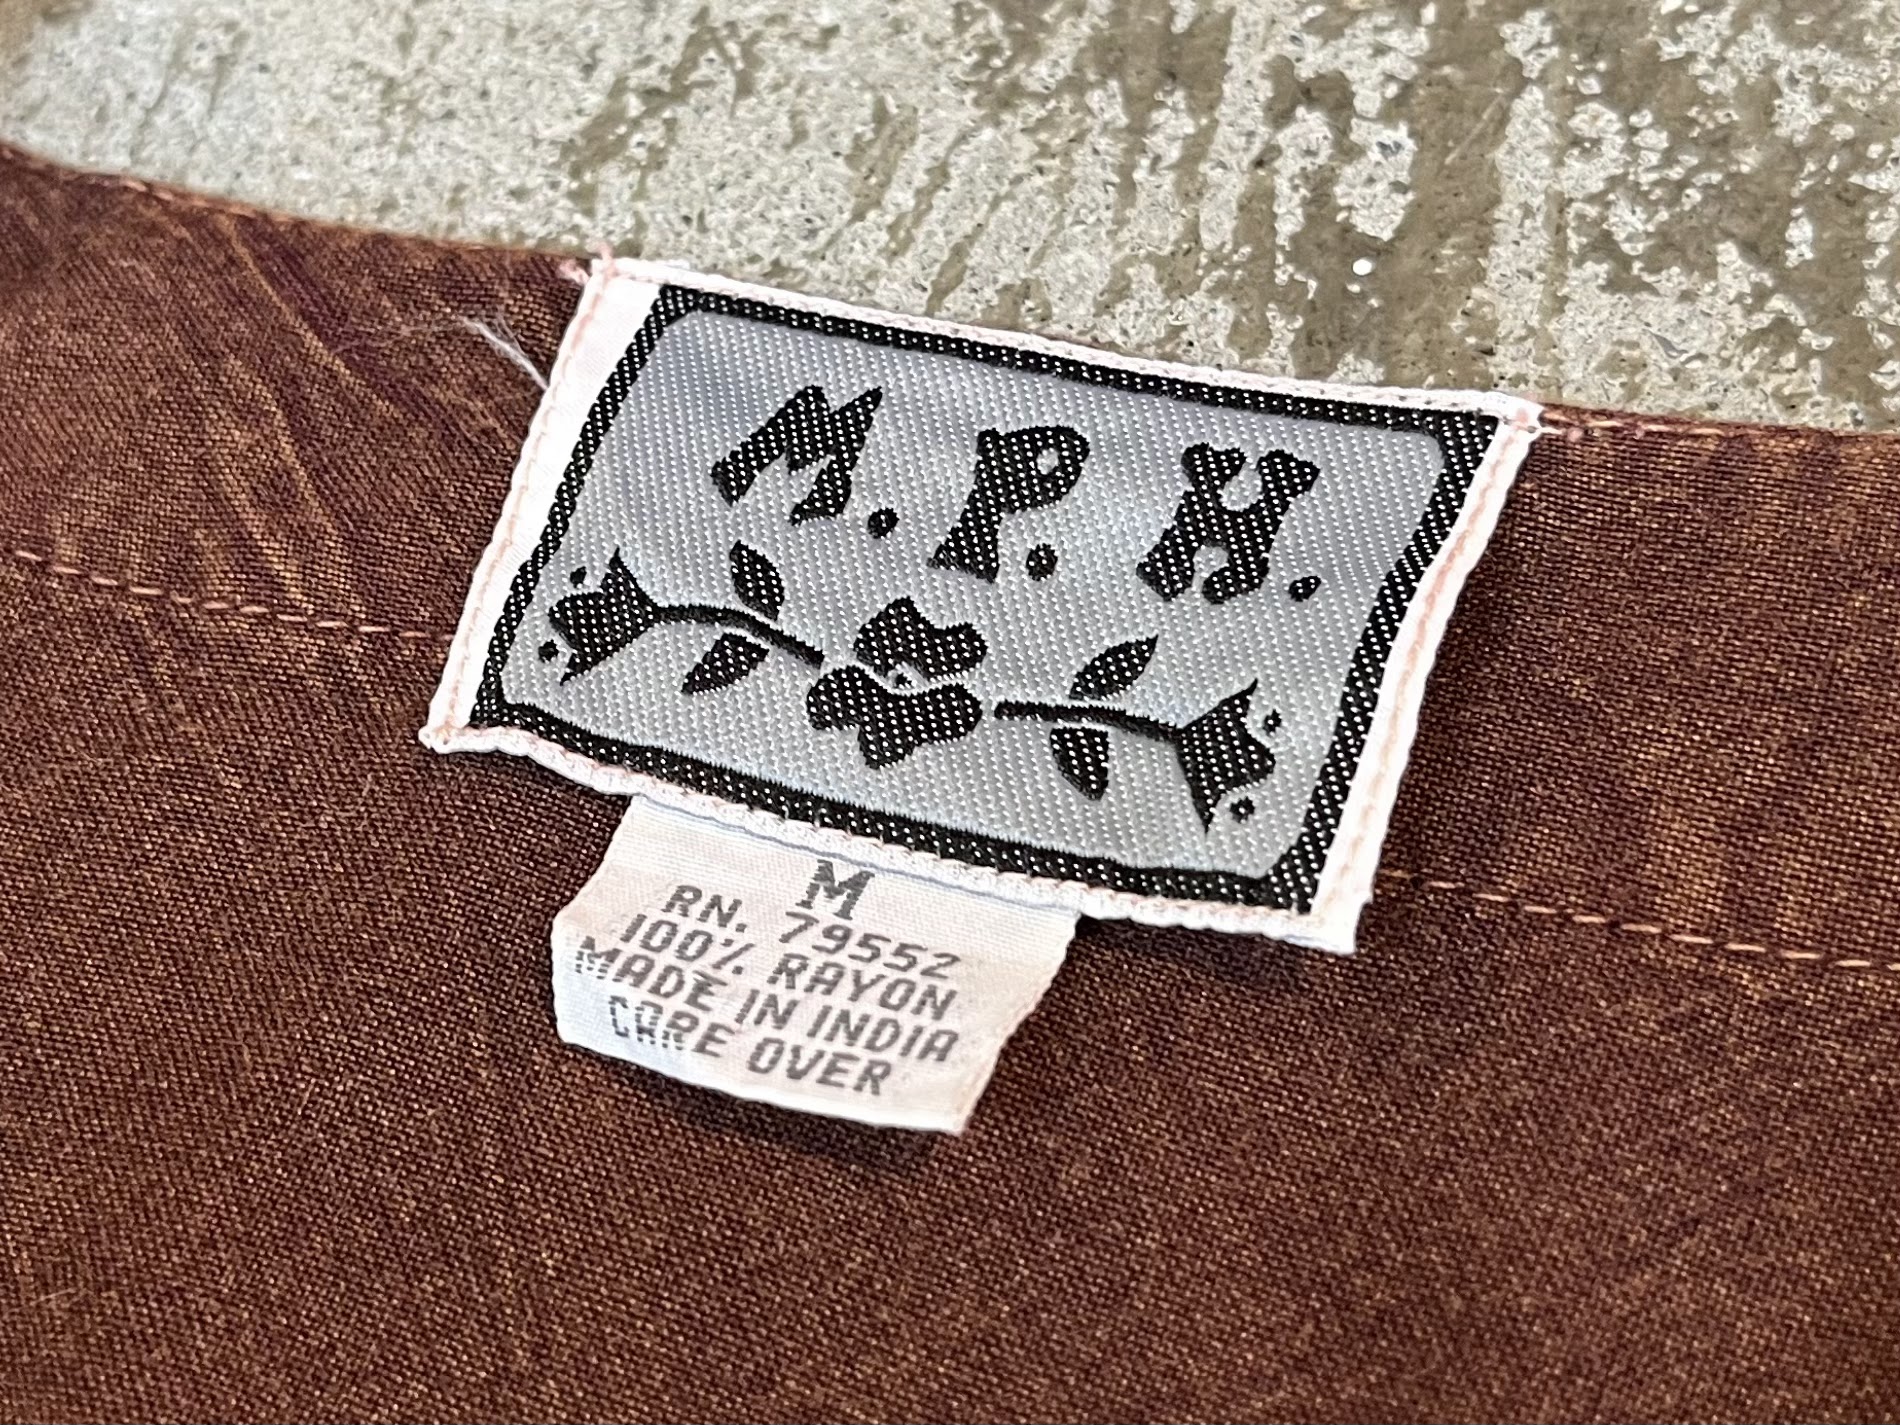 M. P. H.
M
RN. 79552
100% RAYON
MADE IN INDIA
CARE OVER